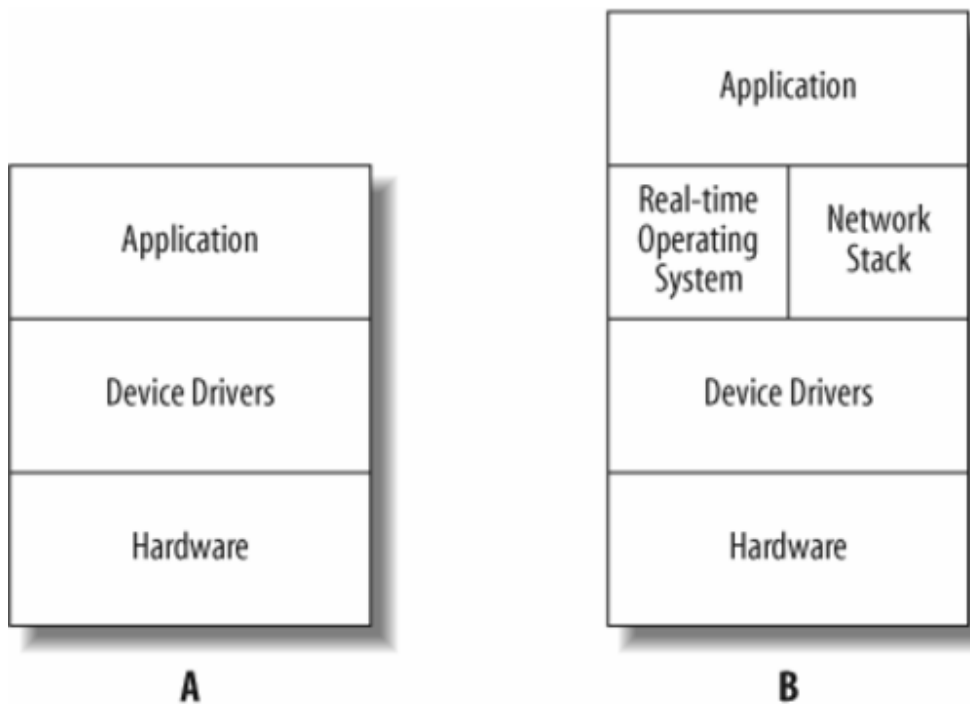 Application
Device Drivers
Hardware
A
Application
Real-time
Operating
System
Network
Stack
Device Drivers
Hardware
B